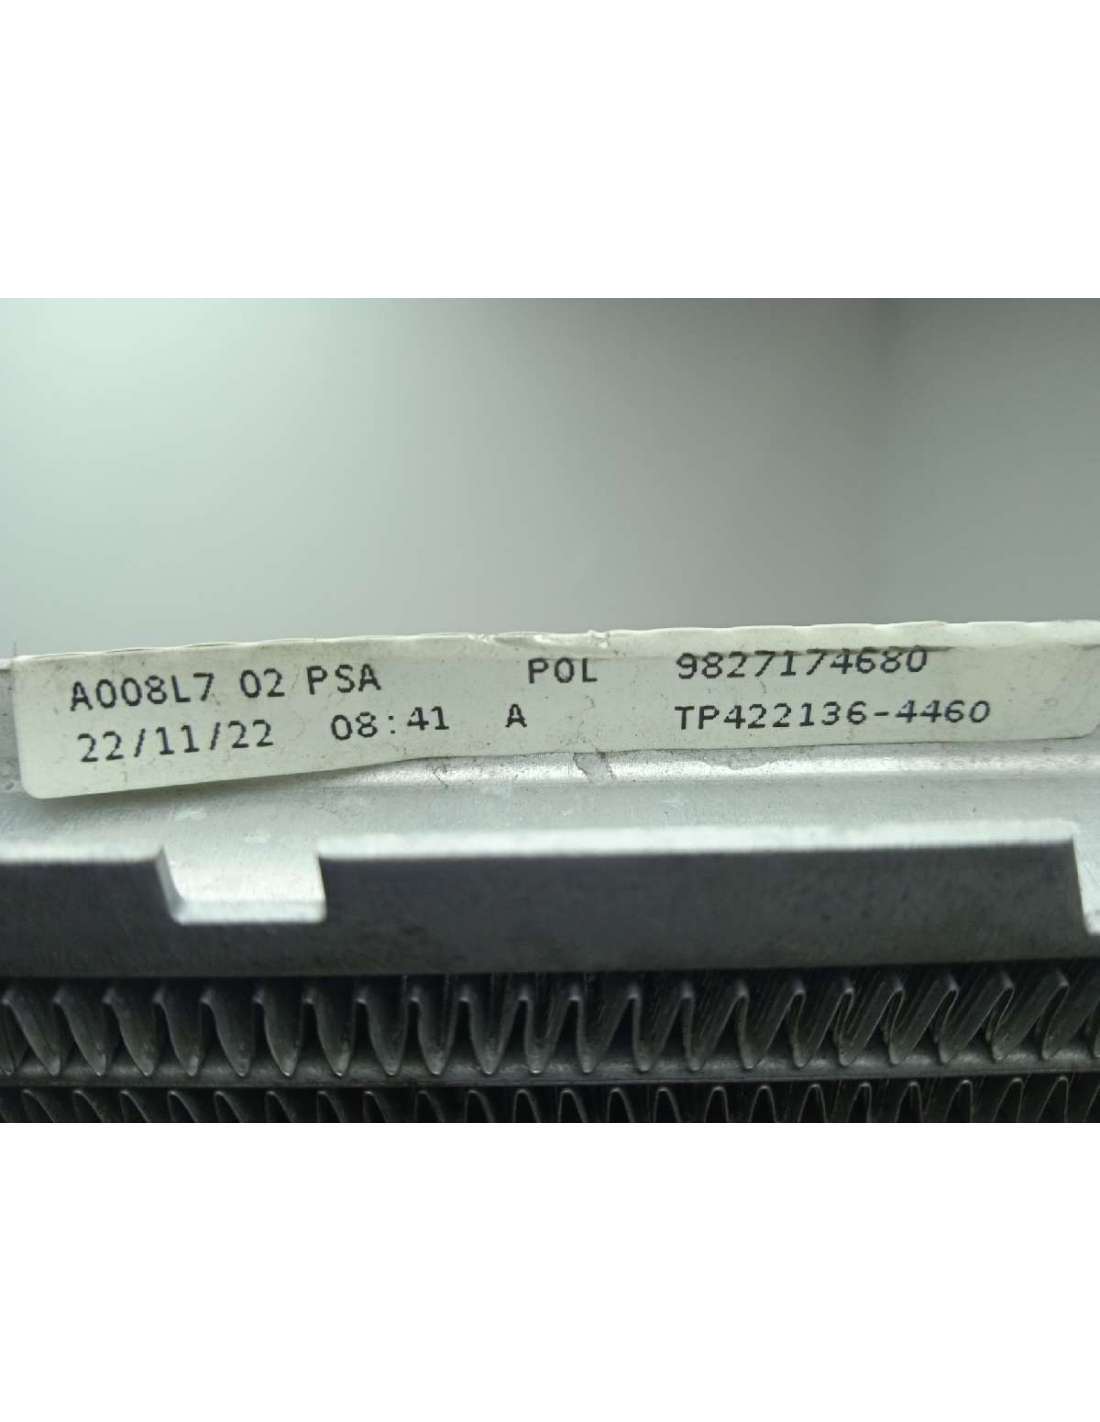 A008L7 02 PSA POL 9827174680
22/11/22 08:41 A TP422136-4460